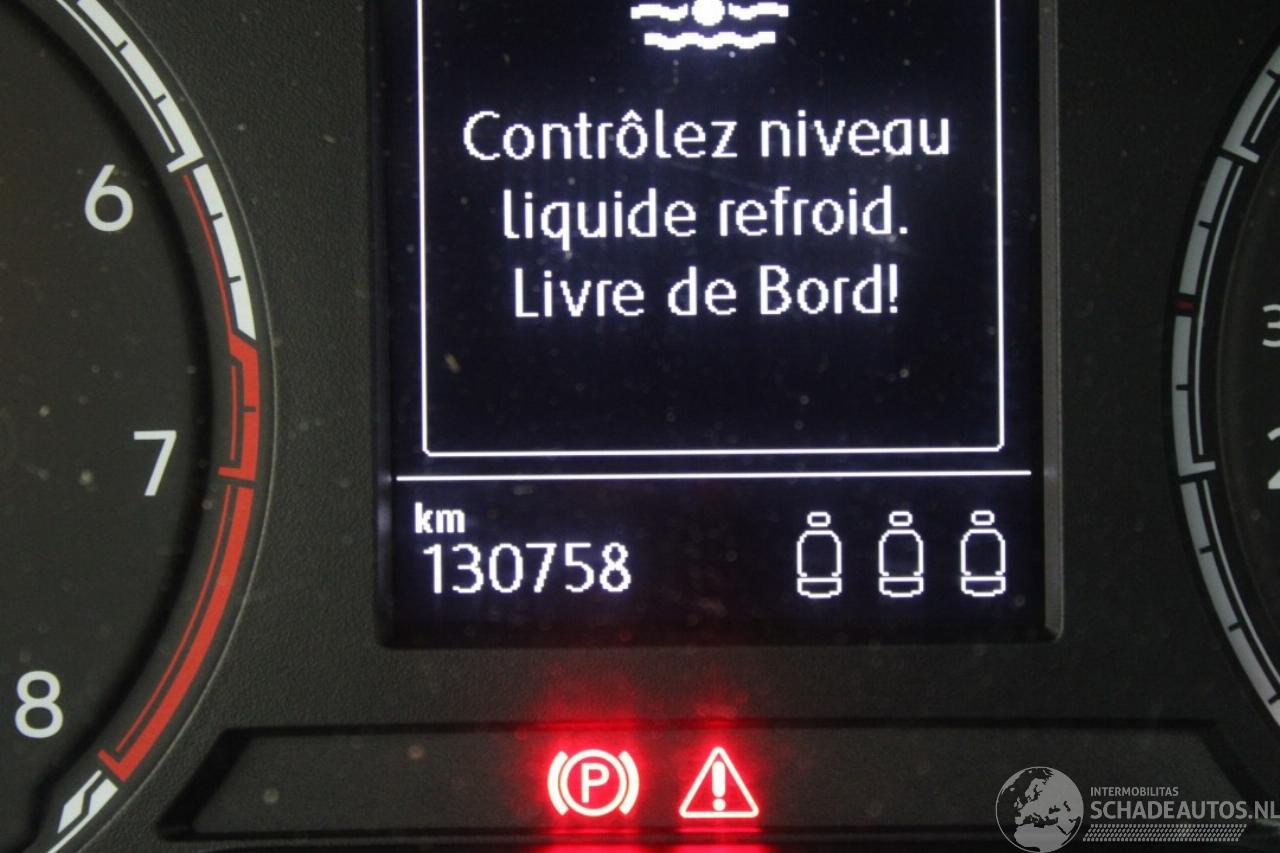 Contrôlez niveau
liquide refroid.
Livre de Bord!
6
7
8
km
130758
P
INTERMOBILITAS
SCHADEAUTOS.NL